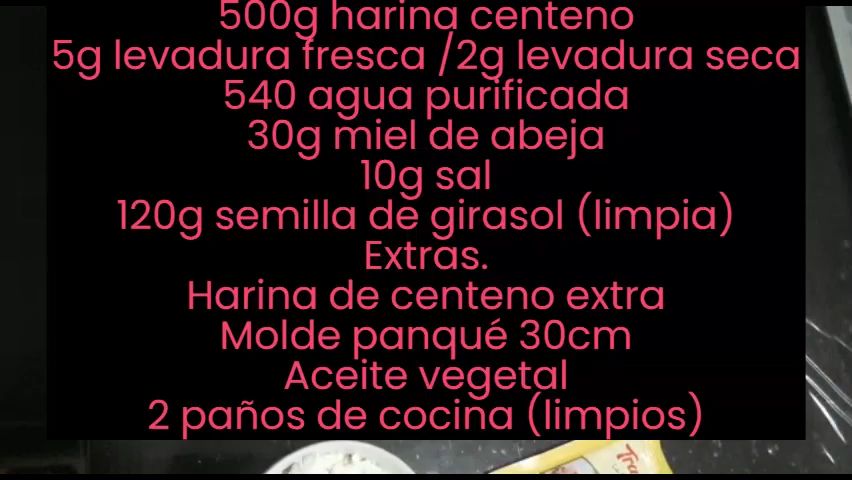 500g harina centeno
5g levadura fresca /2g levadura seca
540 agua purificada
30g miel de abeja
10g sal
120g semilla de girasol (limpia)
Extras.
Harina de centeno extra
Molde panqué 30cm
Aceite vegetal
2 paños de cocina (limpios)